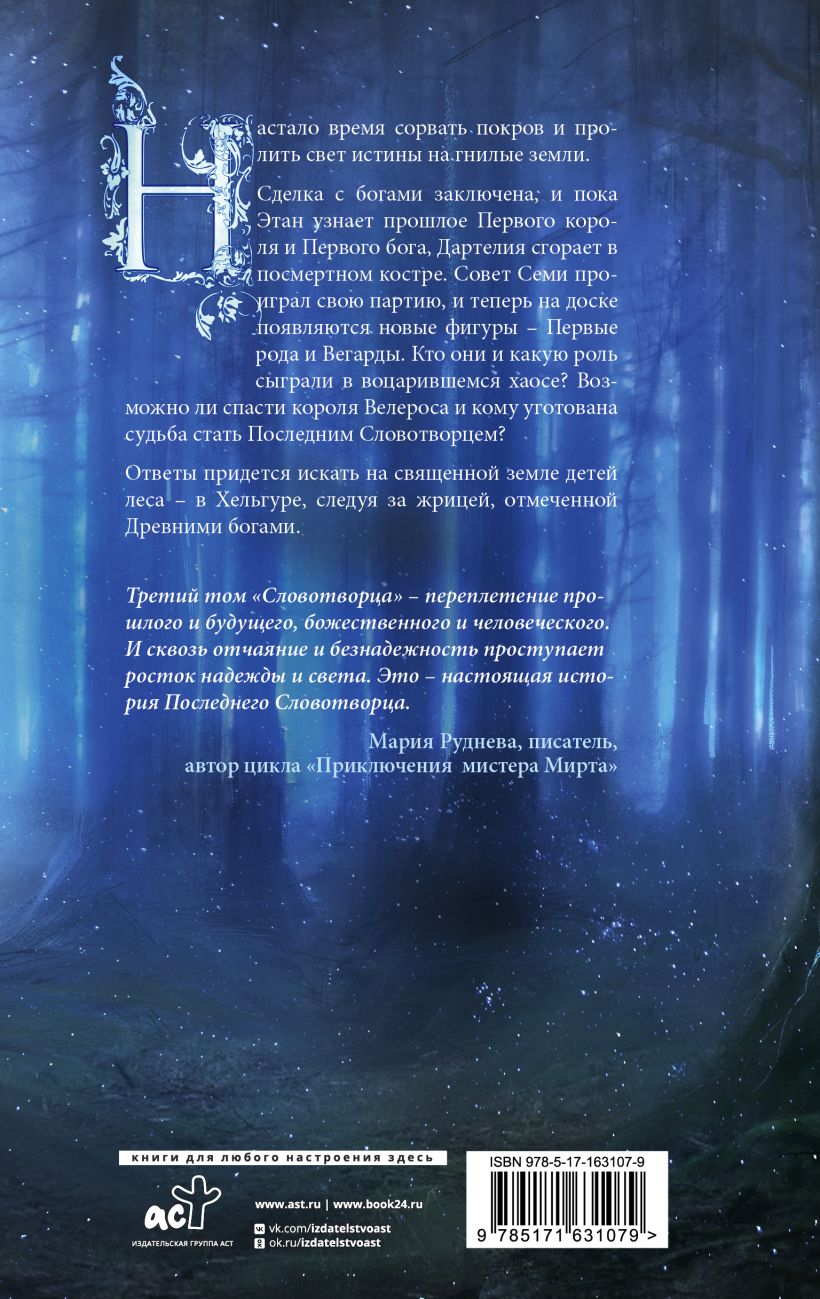 Настало время сорвать покров и про-
лить свет истины на гнилые земли.
Сделка с богами заключена, и пока
Этан узнает прошлое Первого коро-
ля и Первого бога, Дартелия сгорает в
посмертном костре. Совет Семи про-
играл свою партию, и теперь на доске
появляются новые фигуры – Первые
рода и Вегарды. Кто они и какую роль
сыграли в воцарившемся хаосе? Воз-
можно ли спасти короля Велероса и кому уготована
судьба стать Последним Словотворцем?
Ответы придется искать на священной земле детей
леса – в Хельгуре, следуя за жрицей, отмеченной
Древними богами.
Третий том «Словотворца» – переплетение про-
шлого и будущего, божественного и человеческого.
И сквозь отчаяние и безнадежность проступает
росток надежды и света. Это – настоящая исто-
рия Последнего Словотворца.
Мария Руднева, писатель,
автор цикла «Приключения мистера Мирта»
книги для любого настроения здесь
аст
ИЗДАТЕЛЬСКАЯ ГРУППА АСТ
www.ast.ru | www.book24.ru
vk.com/izdatelstvoast
ok.ru/izdatelstvoast
ISBN 978-5-17-163107-9
9 785171 631079 >